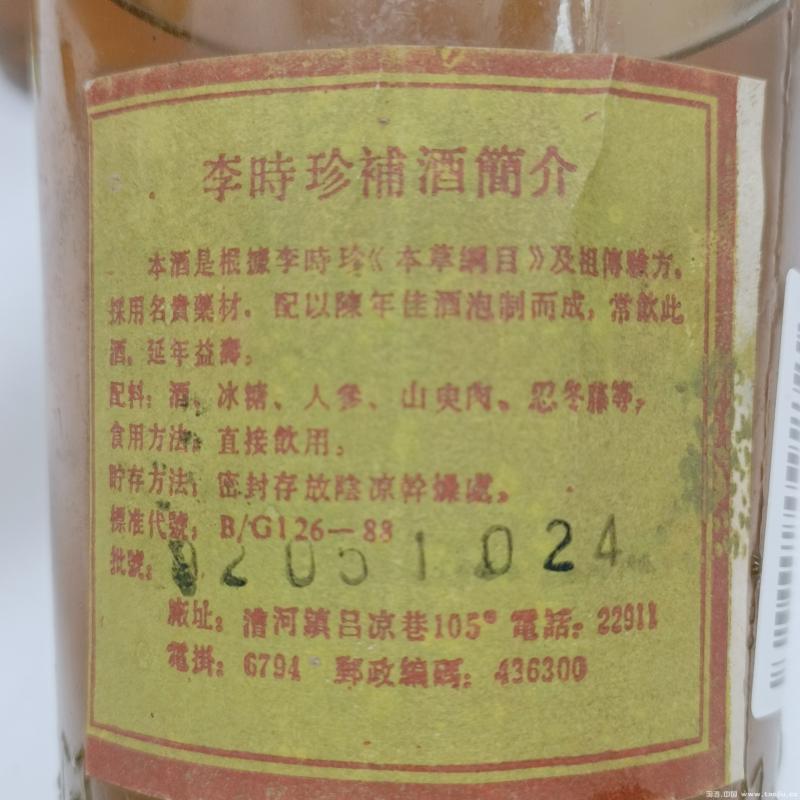 李時珍補酒簡介
本酒是根據李時珍《本草綱目》及祖傳驗方，
採用名貴藥材，配以陳年佳酒泡制而成，常飲此
酒，延年益壽。
配料：酒、冰糖、人參、山臾肉、忍冬藤等。
食用方法：直接飲用。
貯存方法：密封存放陰凉幹燥處。
標准代號：B/G126—88
批號：92051024
廠址：漕河鎮吕凉巷105# 電話：22911
電掛：6794 郵政編碼：436300